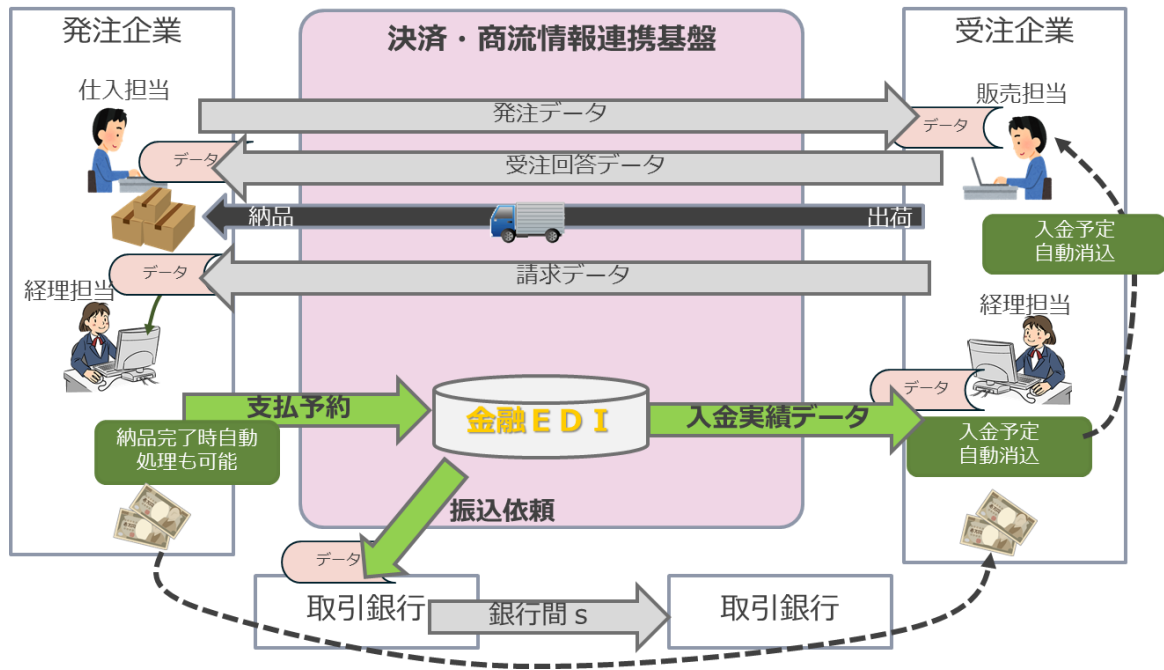 発注企業
決済・商流情報連携基盤
受注企業
仕入担当
販売担当
発注データ
データ
データ
受注回答データ
納品
出荷
入金予定
自動消込
データ
請求データ
経理担当
経理担当
データ
支払予約
金融ＥＤＩ
入金実績データ
納品完了時自動
処理も可能
入金予定
自動消込
振込依頼
データ
取引銀行
銀行間ｓ
取引銀行